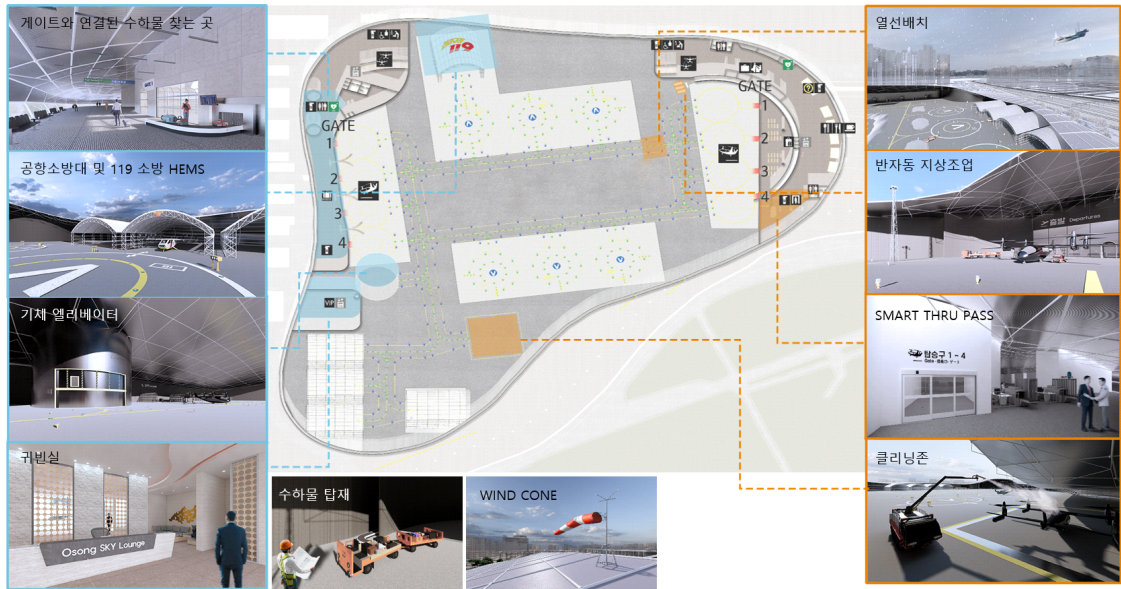 게이트와 연결된 수하물 찾는 곳
공항소방대 및 119 소방 HEMS
기체 엘리베이터
귀빈실
Osong SKY Lounge
119
GATE
1
2
3
4
VIP
GATE
1
2
3
4
수하물 탑재
WIND CONE
열선배치
반자동 지상조업
출발 Departures
SMART THRU PASS
탑승구 1-4
클리닝존